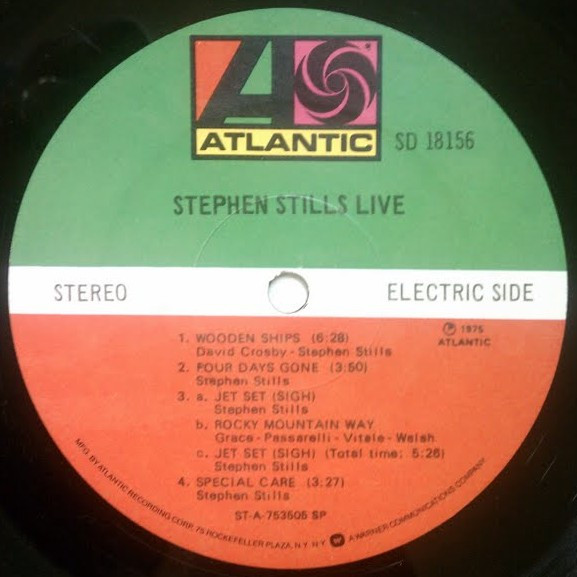 ATLANTIC
SD 18156
STEPHEN STILLS LIVE
STEREO
ELECTRIC SIDE
℗ 1975
ATLANTIC
1. WOODEN SHIPS (6:28)
David Crosby - Stephen Stills
2. FOUR DAYS GONE (3:50)
Stephen Stills
3. a. JET SET (SIGH)
Stephen Stills
b. ROCKY MOUNTAIN WAY
Grace - Passarelli - Vitale - Walsh
c. JET SET (SIGH) (Total time: 5:26)
Stephen Stills
4. SPECIAL CARE (3:27)
Stephen Stills
ST-A-753505 SP
MFG. BY ATLANTIC RECORDING CORP. 75 ROCKEFELLER PLAZA, N.Y. N.Y. A WARNER COMMUNICATIONS COMPANY